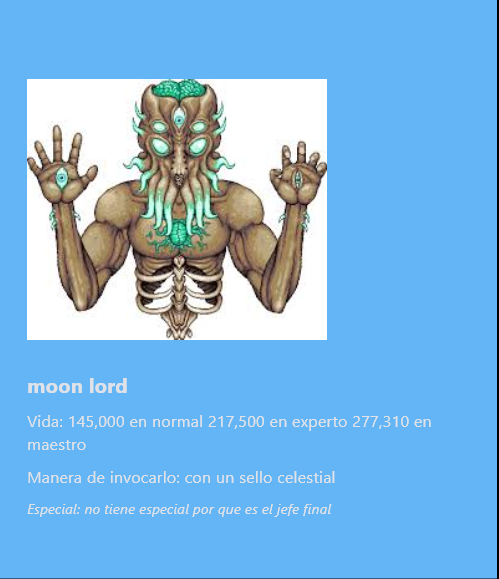 moon lord
Vida: 145,000 en normal 217,500 en experto 277,310 en
maestro
Manera de invocarlo: con un sello celestial
Especial: no tiene especial por que es el jefe final